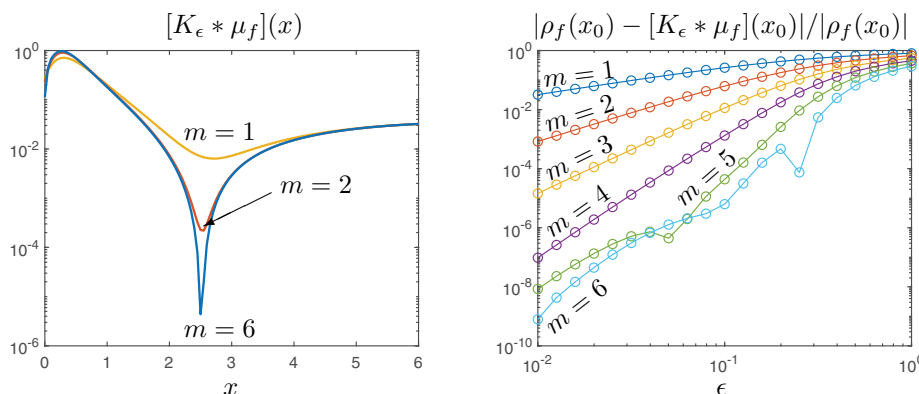 [K_ϵ * μ_f](x)
10^0
10^-2
10^-4
10^-6
0 1 2 3 4 5 6
x
m = 1
m = 2
m = 6
|ρ_f(x_0) − [K_ϵ * μ_f](x_0)|/|ρ_f(x_0)|
10^0
10^-2
10^-4
10^-6
10^-8
10^-10
10^-2 10^-1 10^0
ϵ
m = 1
m = 2
m = 3
m = 4
m = 5
m = 6